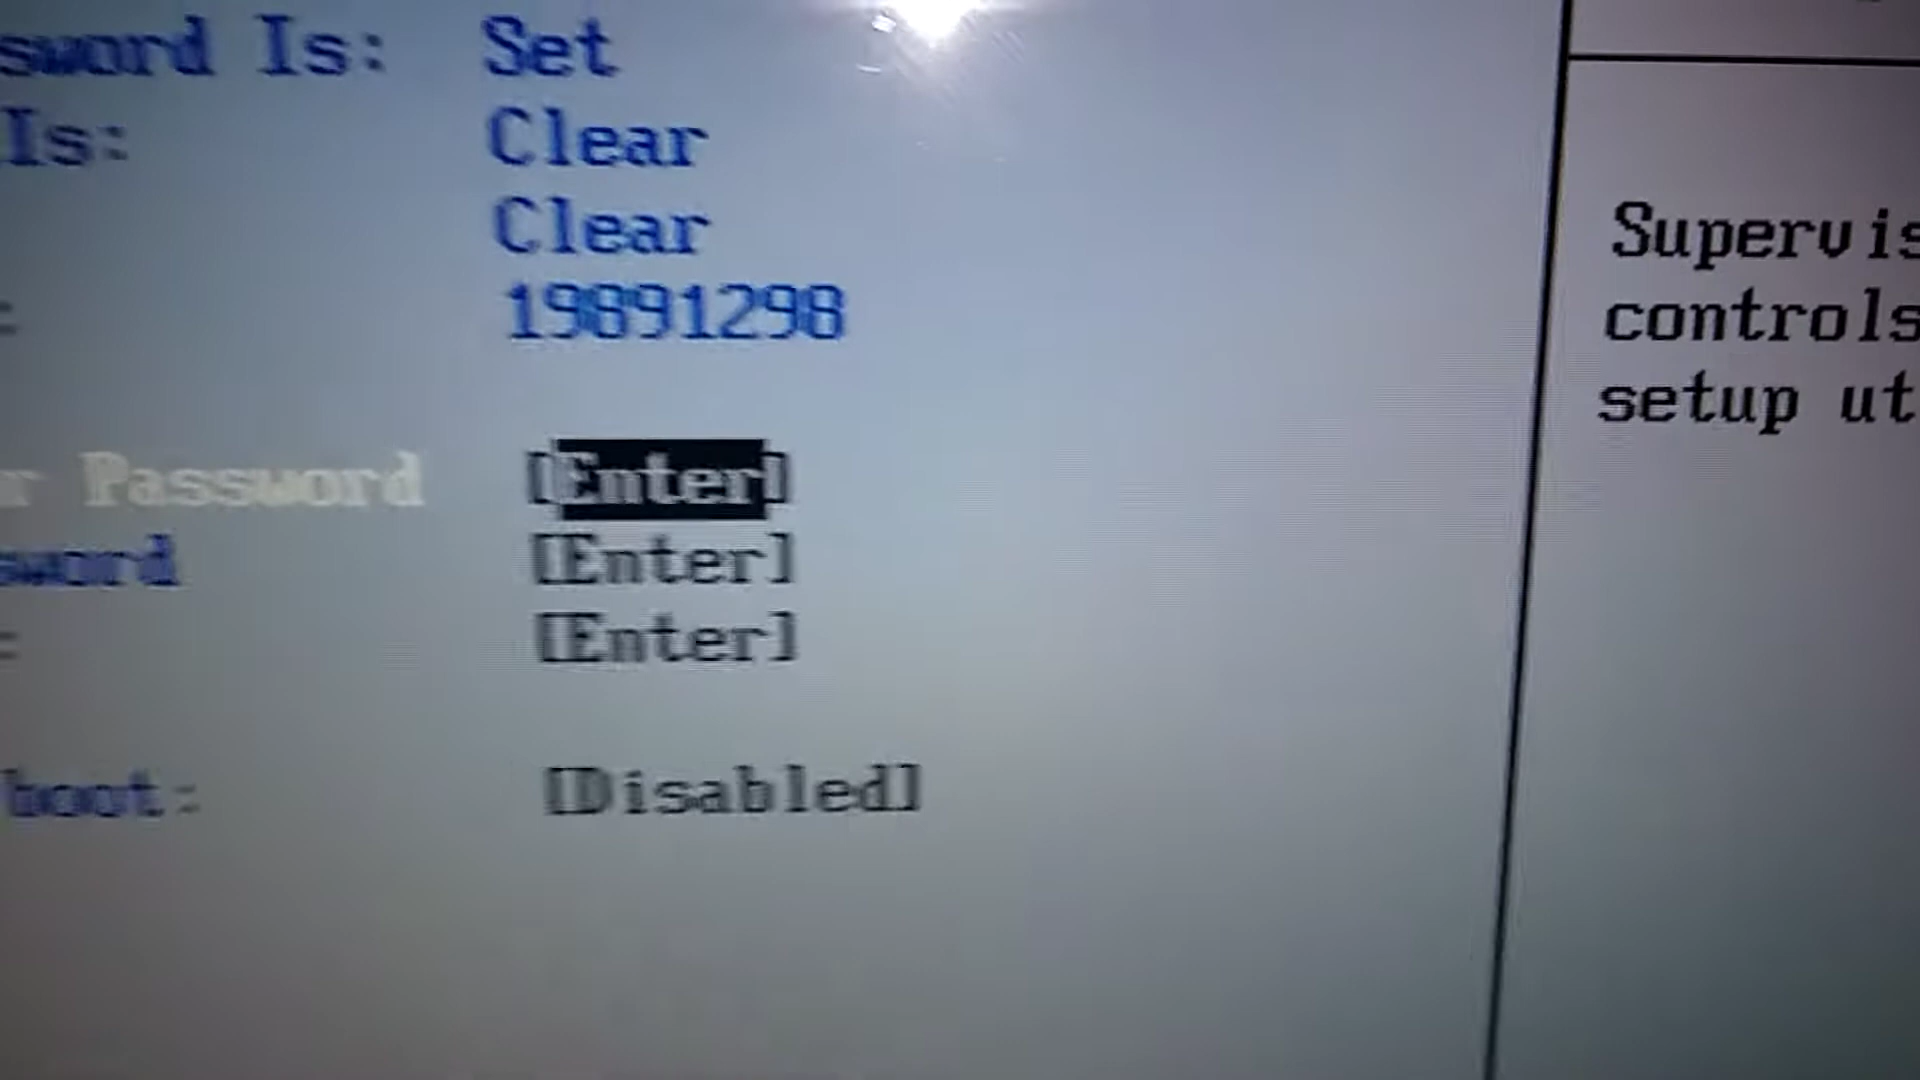 sword Is: Set
Is: Clear
Clear
: 19891298
r Password [Enter]
sword [Enter]
: [Enter]
boot: [Disabled]
Supervis
controls
setup ut